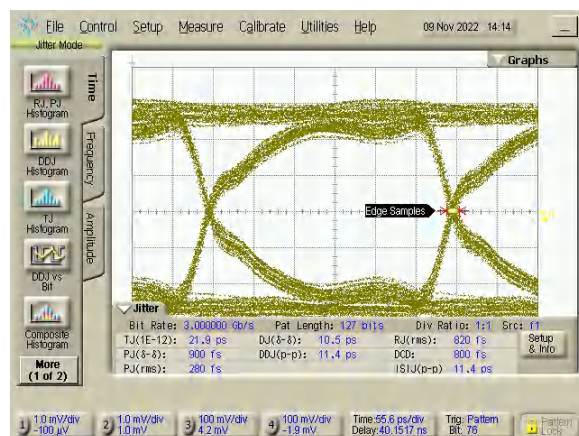 File Control Setup Measure Calibrate Utilities Help 09 Nov 2022 14:14
Jitter Mode
Graphs
RJ, PJ
Histogram
DDJ
Histogram
TJ
Histogram
DDJ vs
Bit
Composite
Histogram
More
(1 of 2)
Time
Frequency
Amplitude
Edge Samples
Jitter
Bit Rate: 3.000000 Gb/s Pat Length: 127 bits Div Ratio: 1:1 Src: f1
TJ(1E-12): 21.9 ps DJ(δ-δ): 10.5 ps RJ(rms): 820 fs
PJ(δ-δ): 900 fs DDJ(p-p): 11.4 ps DCD: 800 fs
PJ(rms): 280 fs ISI(p-p) 11.4 ps
Setup
& Info
1) 1.0 mV/div
-100 µV
2) 1.0 mV/div
1.0 mV
3) 100 mV/div
4.2 mV
4) 100 mV/div
-1.9 mV
Time:55.6 ps/div
Delay:40.1517 ns
Trig: Pattern
Bit: 76
Pattern
Lock